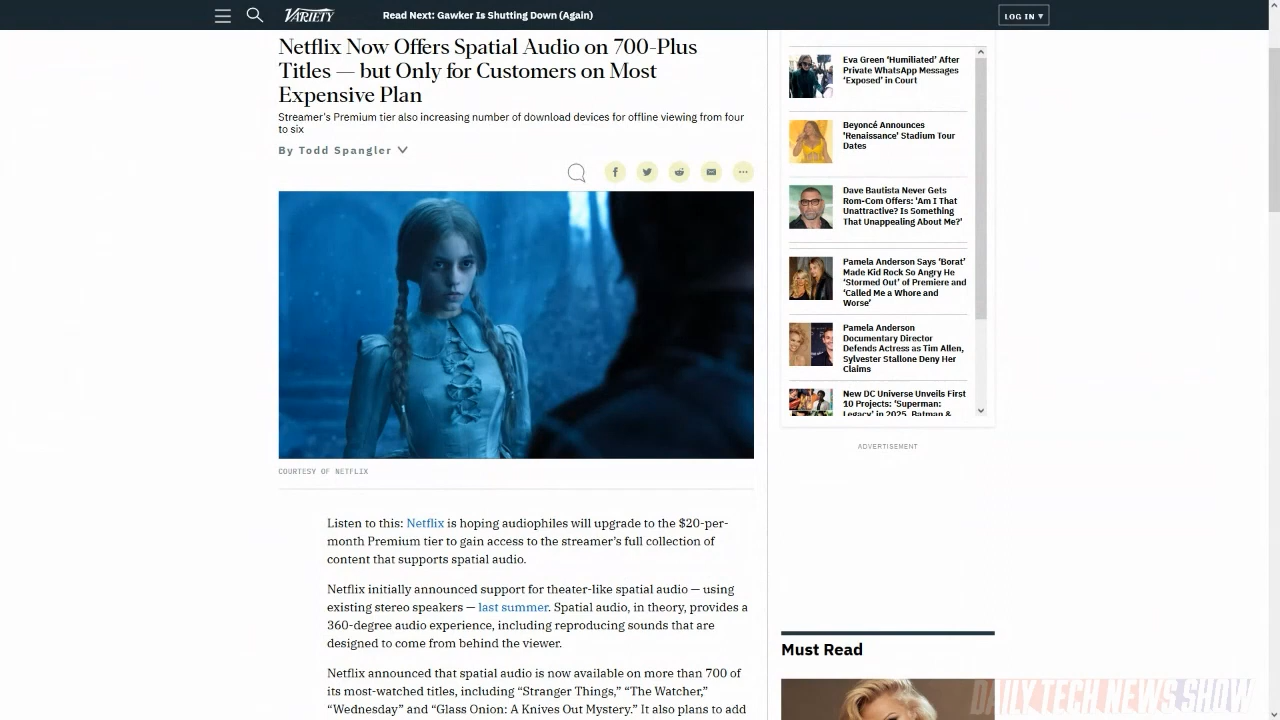 VARIETY
Read Next: Gawker Is Shutting Down (Again)
LOG IN ▾
Netflix Now Offers Spatial Audio on 700-Plus
Titles — but Only for Customers on Most
Expensive Plan
Streamer's Premium tier also increasing number of download devices for offline viewing from four
to six
By Todd Spangler
COURTESY OF NETFLIX
Listen to this: Netflix is hoping audiophiles will upgrade to the $20-per-
month Premium tier to gain access to the streamer's full collection of
content that supports spatial audio.
Netflix initially announced support for theater-like spatial audio — using
existing stereo speakers — last summer. Spatial audio, in theory, provides a
360-degree audio experience, including reproducing sounds that are
designed to come from behind the viewer.
Netflix announced that spatial audio is now available on more than 700 of
its most-watched titles, including “Stranger Things,” “The Watcher,”
“Wednesday” and “Glass Onion: A Knives Out Mystery.” It also plans to add
Eva Green ‘Humiliated’ After
Private WhatsApp Messages
‘Exposed’ in Court
Beyoncé Announces
‘Renaissance’ Stadium Tour
Dates
Dave Bautista Never Gets
Rom-Com Offers: ‘Am I That
Unattractive? Is Something
That Unappealing About Me?’
Pamela Anderson Says ‘Borat’
Made Kid Rock So Angry He
‘Stormed Out’ of Premiere and
‘Called Me a Whore and
Worse’
Pamela Anderson
Documentary Director
Defends Actress as Tim Allen,
Sylvester Stallone Deny Her
Claims
New DC Universe Unveils First
10 Projects: ‘Superman:
Legacy’ in 2025, Batman &
ADVERTISEMENT
Must Read
DAILY TECH NEWS SHOW